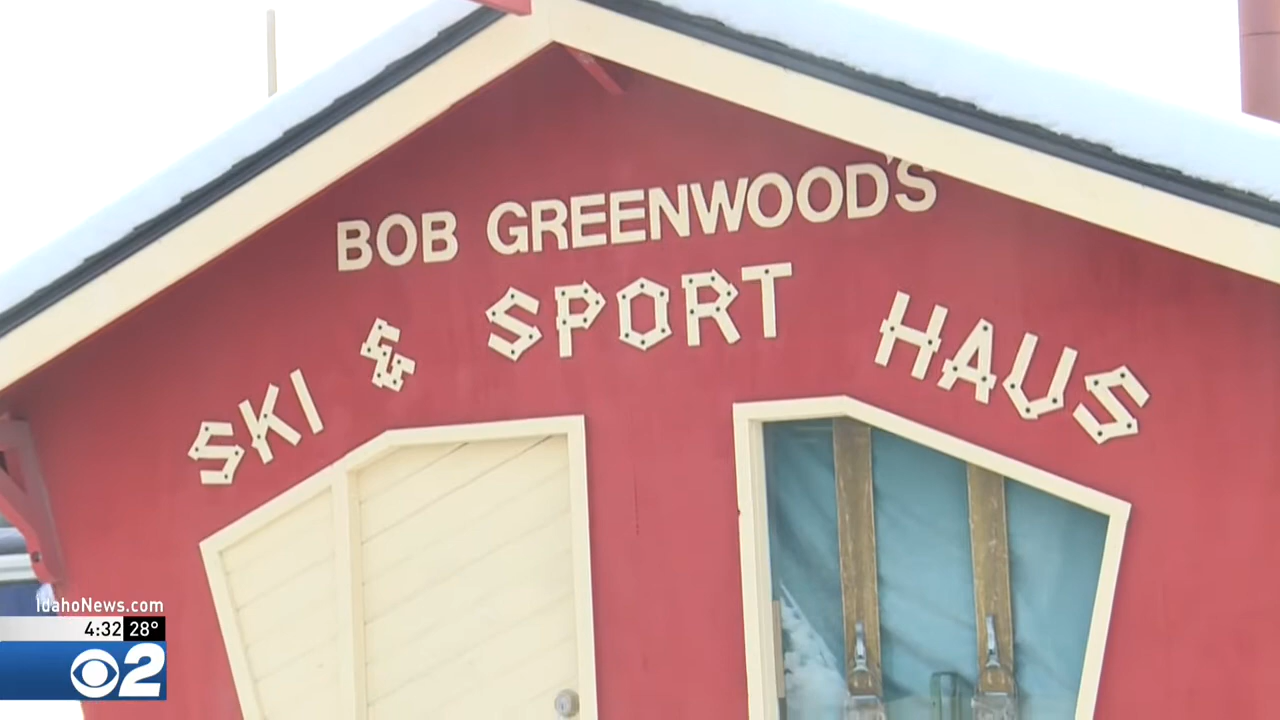 BOB GREENWOOD'S
SKI & SPORT HAUS
IdahoNews.com
4:32 28°
2